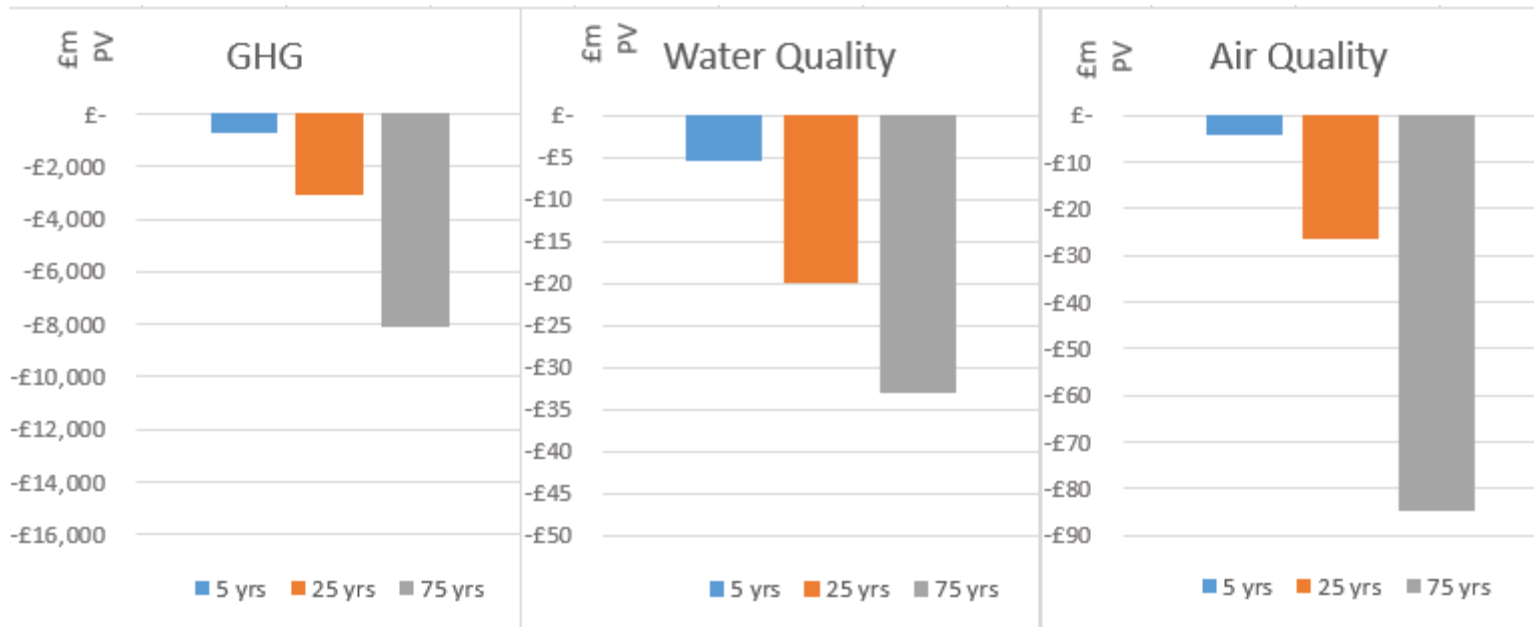 £m
PV
GHG
£-
-£2,000
-£4,000
-£6,000
-£8,000
-£10,000
-£12,000
-£14,000
-£16,000
5 yrs 25 yrs 75 yrs
£m
PV
Water Quality
£-
-£5
-£10
-£15
-£20
-£25
-£30
-£35
-£40
-£45
-£50
5 yrs 25 yrs 75 yrs
£m
PV
Air Quality
£-
-£10
-£20
-£30
-£40
-£50
-£60
-£70
-£80
-£90
5 yrs 25 yrs 75 yrs